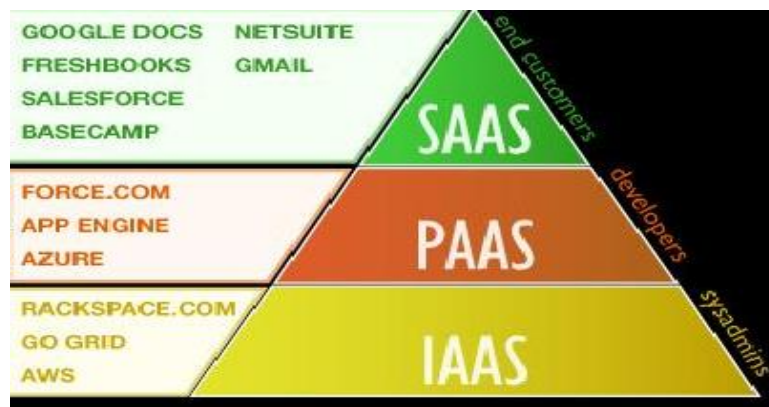 GOOGLE DOCS NETSUITE
FRESHBOOKS GMAIL
SALESFORCE
BASECAMP
SAAS
end customers
FORCE.COM
APP ENGINE
AZURE
PAAS
developers
RACKSPACE.COM
GO GRID
AWS
IAAS
sysadmins